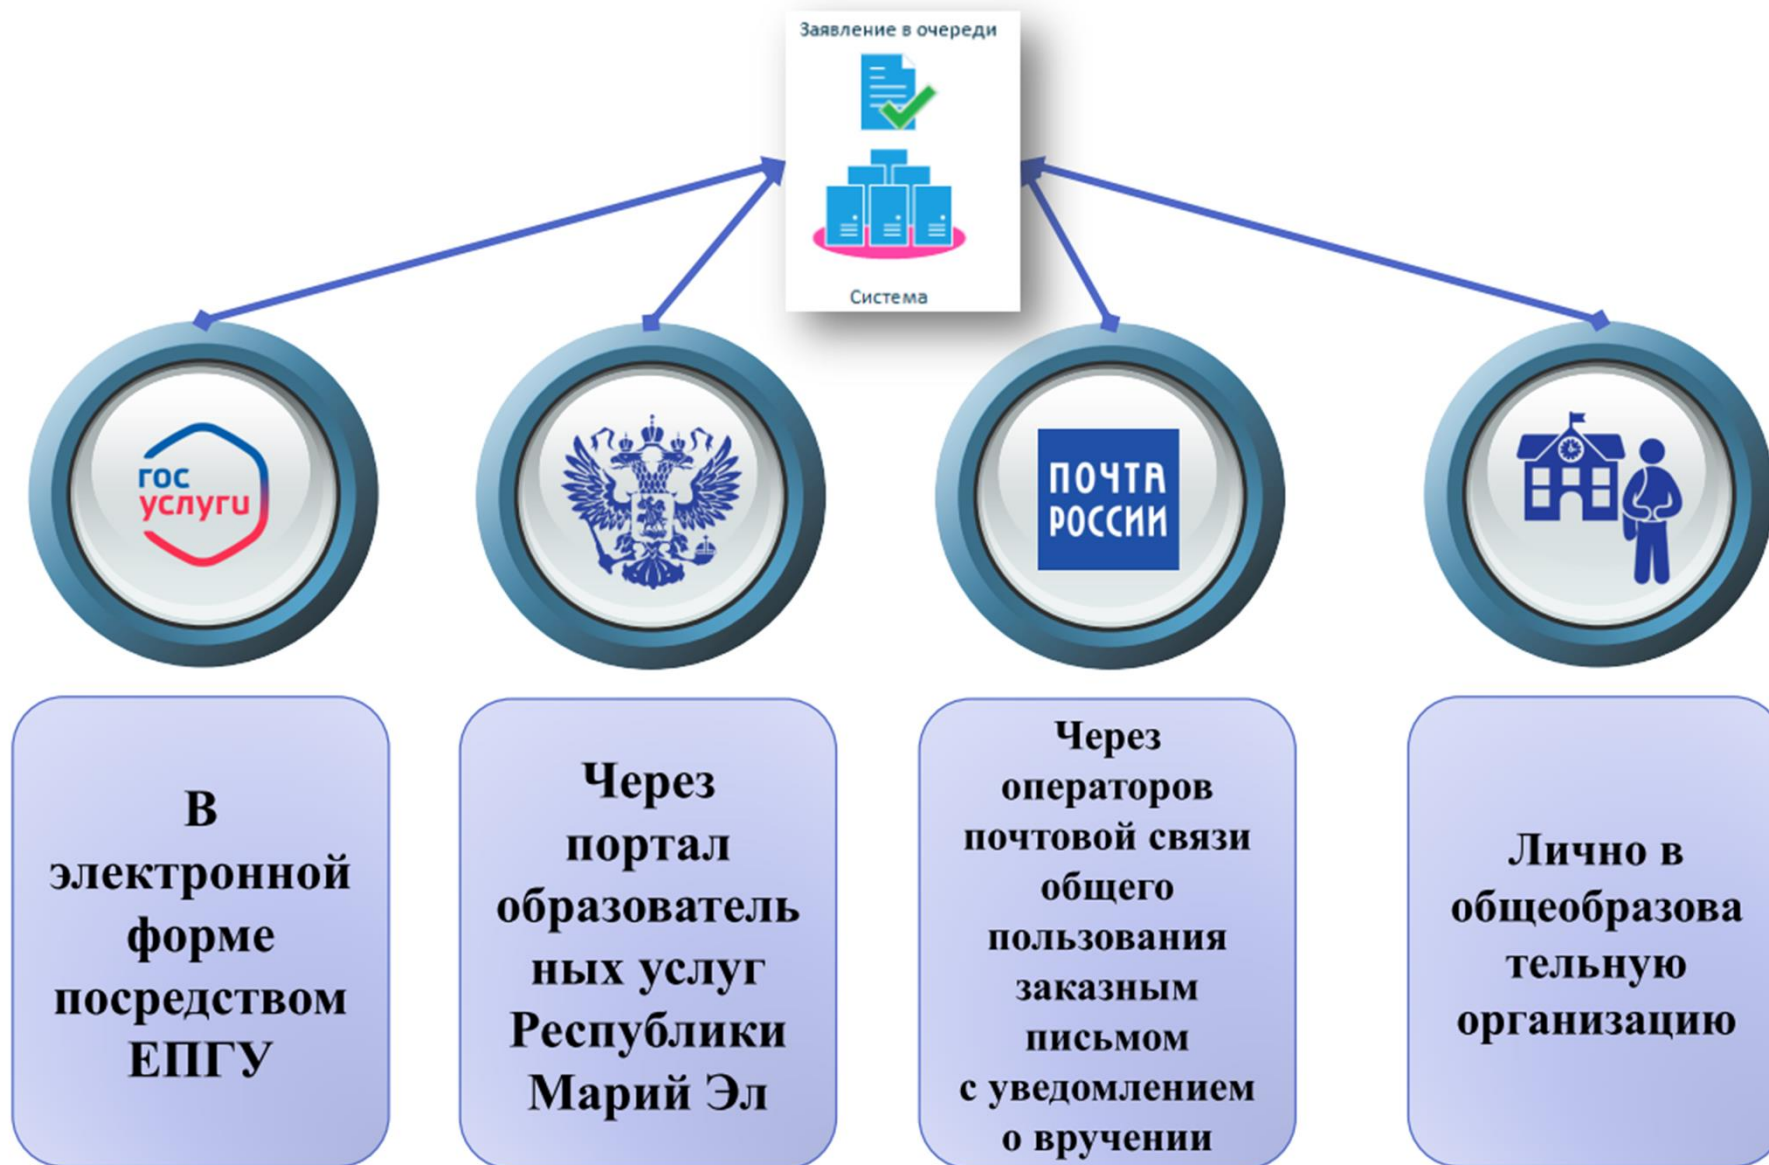 Заявление в очереди
Система
гос
услуги
ПОЧТА
РОССИИ
В
электронной
форме
посредством
ЕПГУ
Через
портал
образователь
ных услуг
Республики
Марий Эл
Через
операторов
почтовой связи
общего
пользования
заказным
письмом
с уведомлением
о вручении
Лично в
общеобразова
тельную
организацию